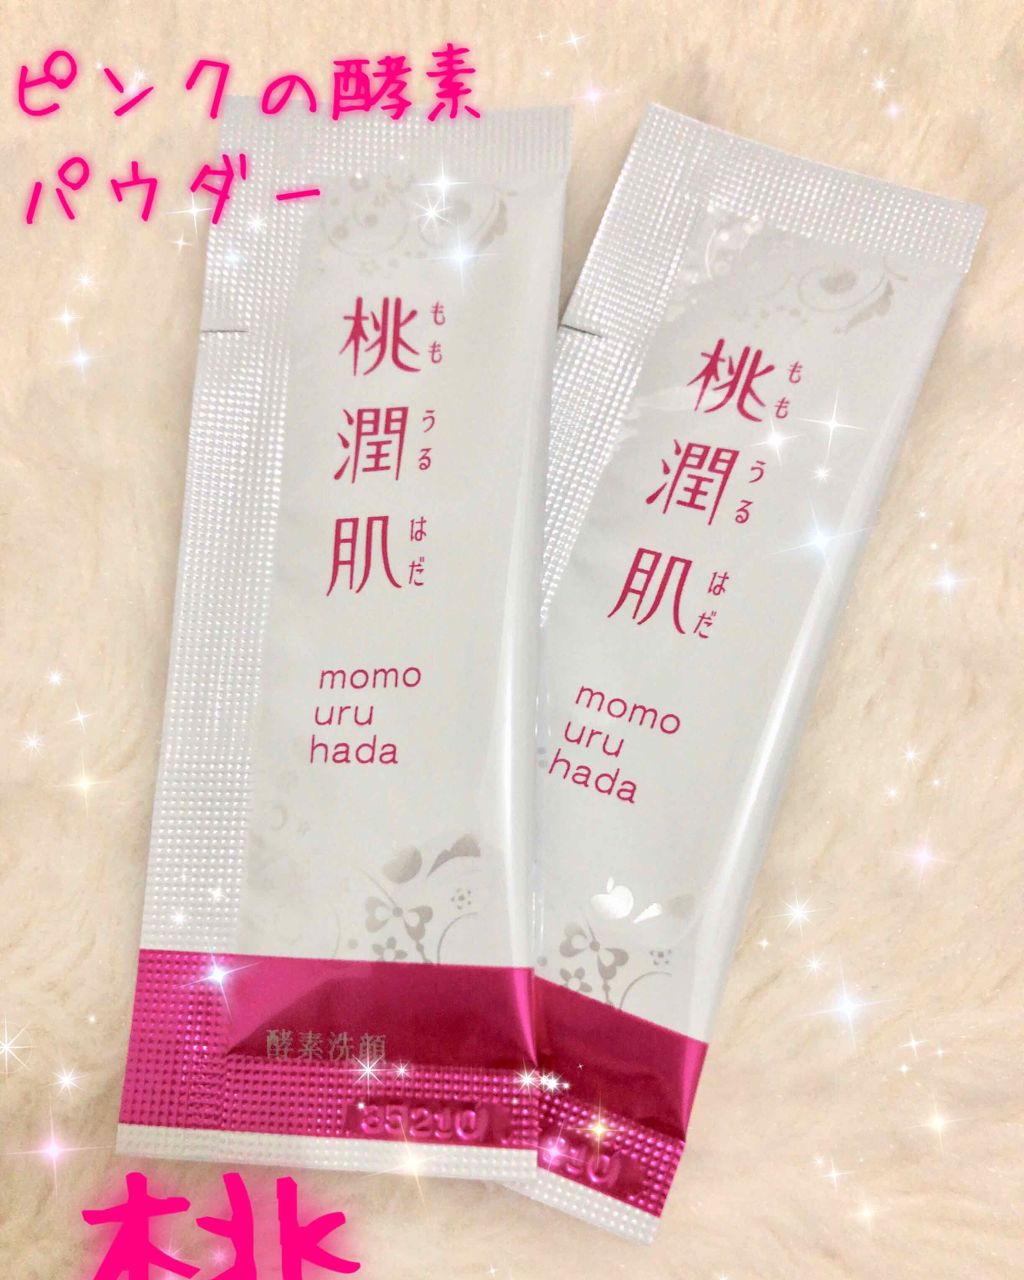 ピンクの酵素
パウダー
桃潤肌
ももうるはだ
momo
uru
hada
酵素洗顔
桃潤肌
ももうるはだ
momo
uru
hada
桃